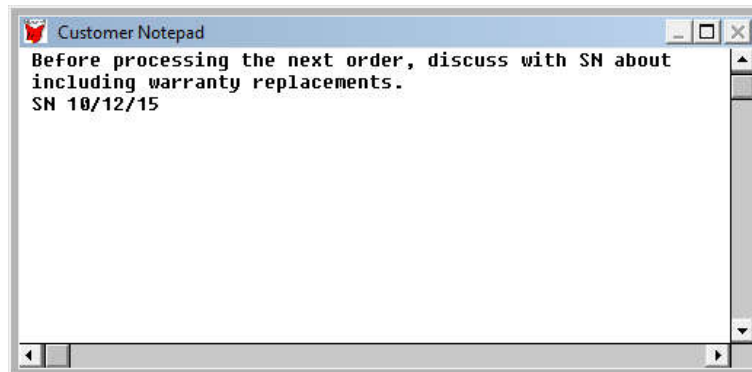 Customer Notepad
Before processing the next order, discuss with SN about
including warranty replacements.
SN 10/12/15